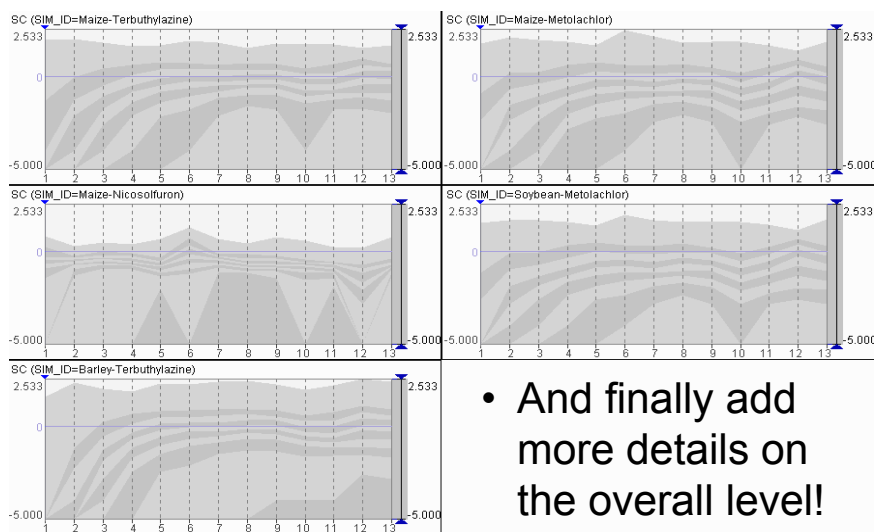 SC (SIM_ID=Maize-Terbuthylazine)
2.533
2.533
0
-5.000
-5.000
1 2 3 4 5 6 7 8 9 10 11 12 13
SC (SIM_ID=Maize-Metolachlor)
2.533
2.533
0
-5.000
-5.000
1 2 3 4 5 6 7 8 9 10 11 12 13
SC (SIM_ID=Maize-Nicosolfuron)
2.533
2.533
0
-5.000
-5.000
1 2 3 4 5 6 7 8 9 10 11 12 13
SC (SIM_ID=Soybean-Metolachlor)
2.533
2.533
0
-5.000
-5.000
1 2 3 4 5 6 7 8 9 10 11 12 13
SC (SIM_ID=Barley-Terbuthylazine)
2.533
2.533
0
-5.000
-5.000
1 2 3 4 5 6 7 8 9 10 11 12 13
• And finally add
more details on
the overall level!